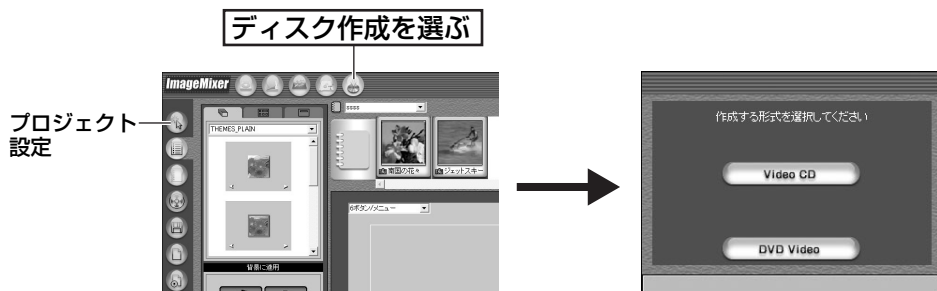 ディスク作成を選ぶ
ImageMixer
プロジェクト
設定
ssss
THEMES_PLAIN
南国の花々
ジェットスキー
6ボタン/メニュー
背景に適用
作成する形式を選択してください
Video CD
DVD Video